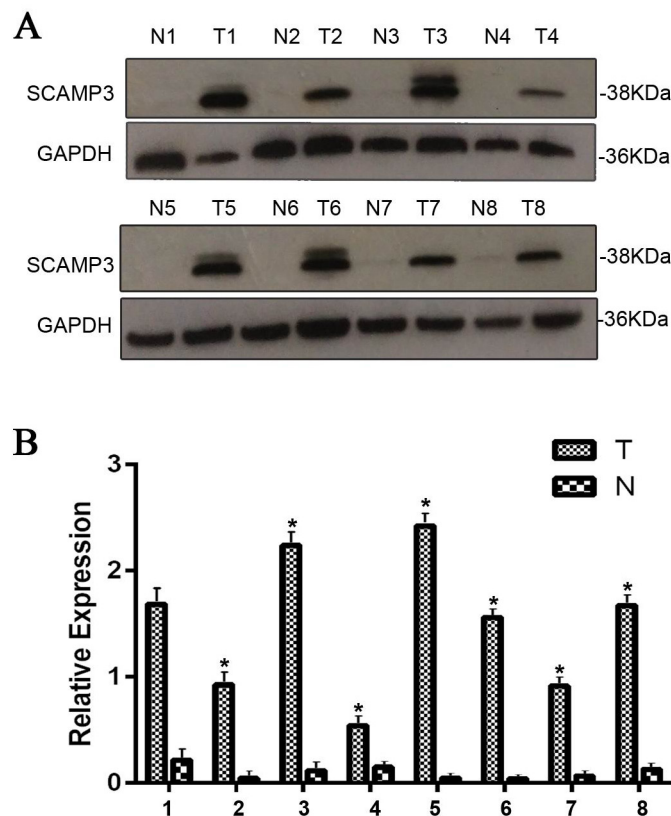 A
N1 T1 N2 T2 N3 T3 N4 T4
SCAMP3 -38KDa
GAPDH -36KDa
N5 T5 N6 T6 N7 T7 N8 T8
SCAMP3 -38KDa
GAPDH -36KDa
B
T
N
Relative Expression
3
2
1
0
* * * * * * *
1 2 3 4 5 6 7 8